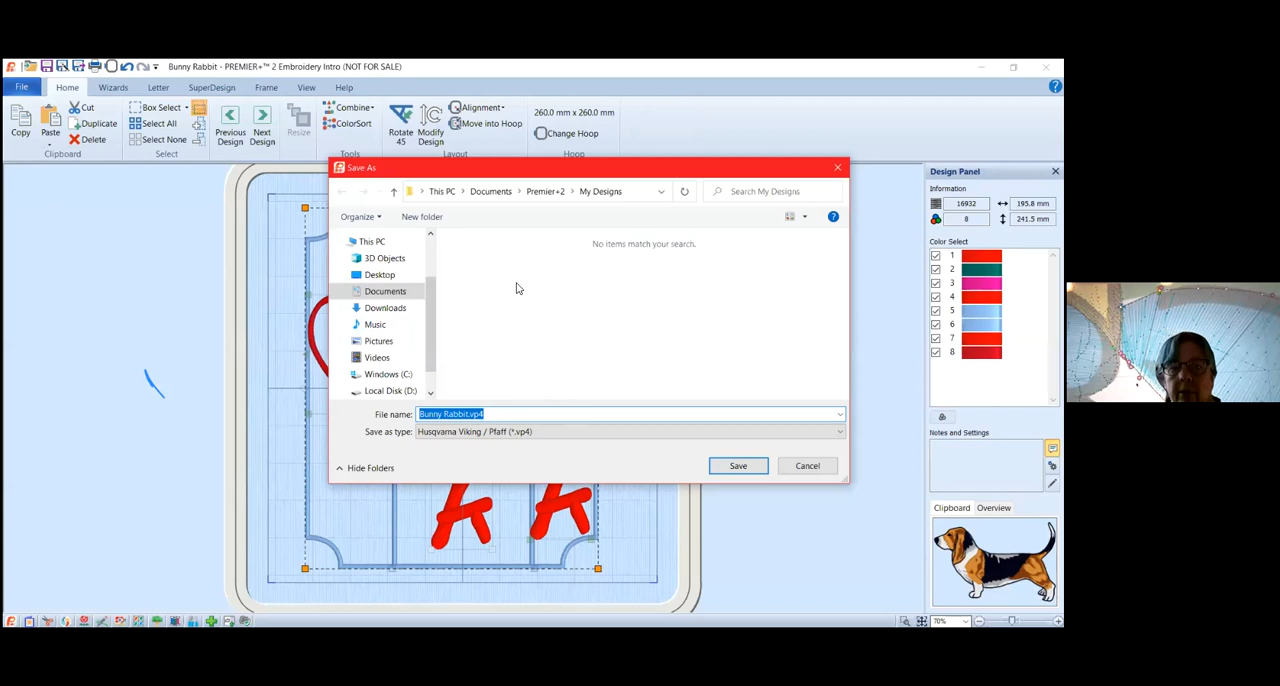 Bunny Rabbit - PREMIER+™ 2 Embroidery Intro (NOT FOR SALE)
File Home Wizards Letter SuperDesign Frame View Help
Copy
Paste
Cut
Duplicate
Delete
Clipboard
Box Select
Select All
Select None
Select
Previous Design
Next Design
Resize
Combine
ColorSort
Tools
Rotate 45
Modify Design
Alignment
Move into Hoop
Layout
260.0 mm x 260.0 mm
Change Hoop
Hoop
Save As
This PC > Documents > Premier+2 > My Designs
Search My Designs
Organize
New folder
This PC
3D Objects
Desktop
Documents
Downloads
Music
Pictures
Videos
Windows (C:)
Local Disk (D:)
No items match your search.
File name: Bunny Rabbit.vp4
Save as type: Husqvarna Viking / Pfaff (*.vp4)
Hide Folders
Save
Cancel
Design Panel
Information
16932 195.8 mm
8 241.5 mm
Color Select
1
2
3
4
5
6
7
8
Notes and Settings
Clipboard Overview
70%